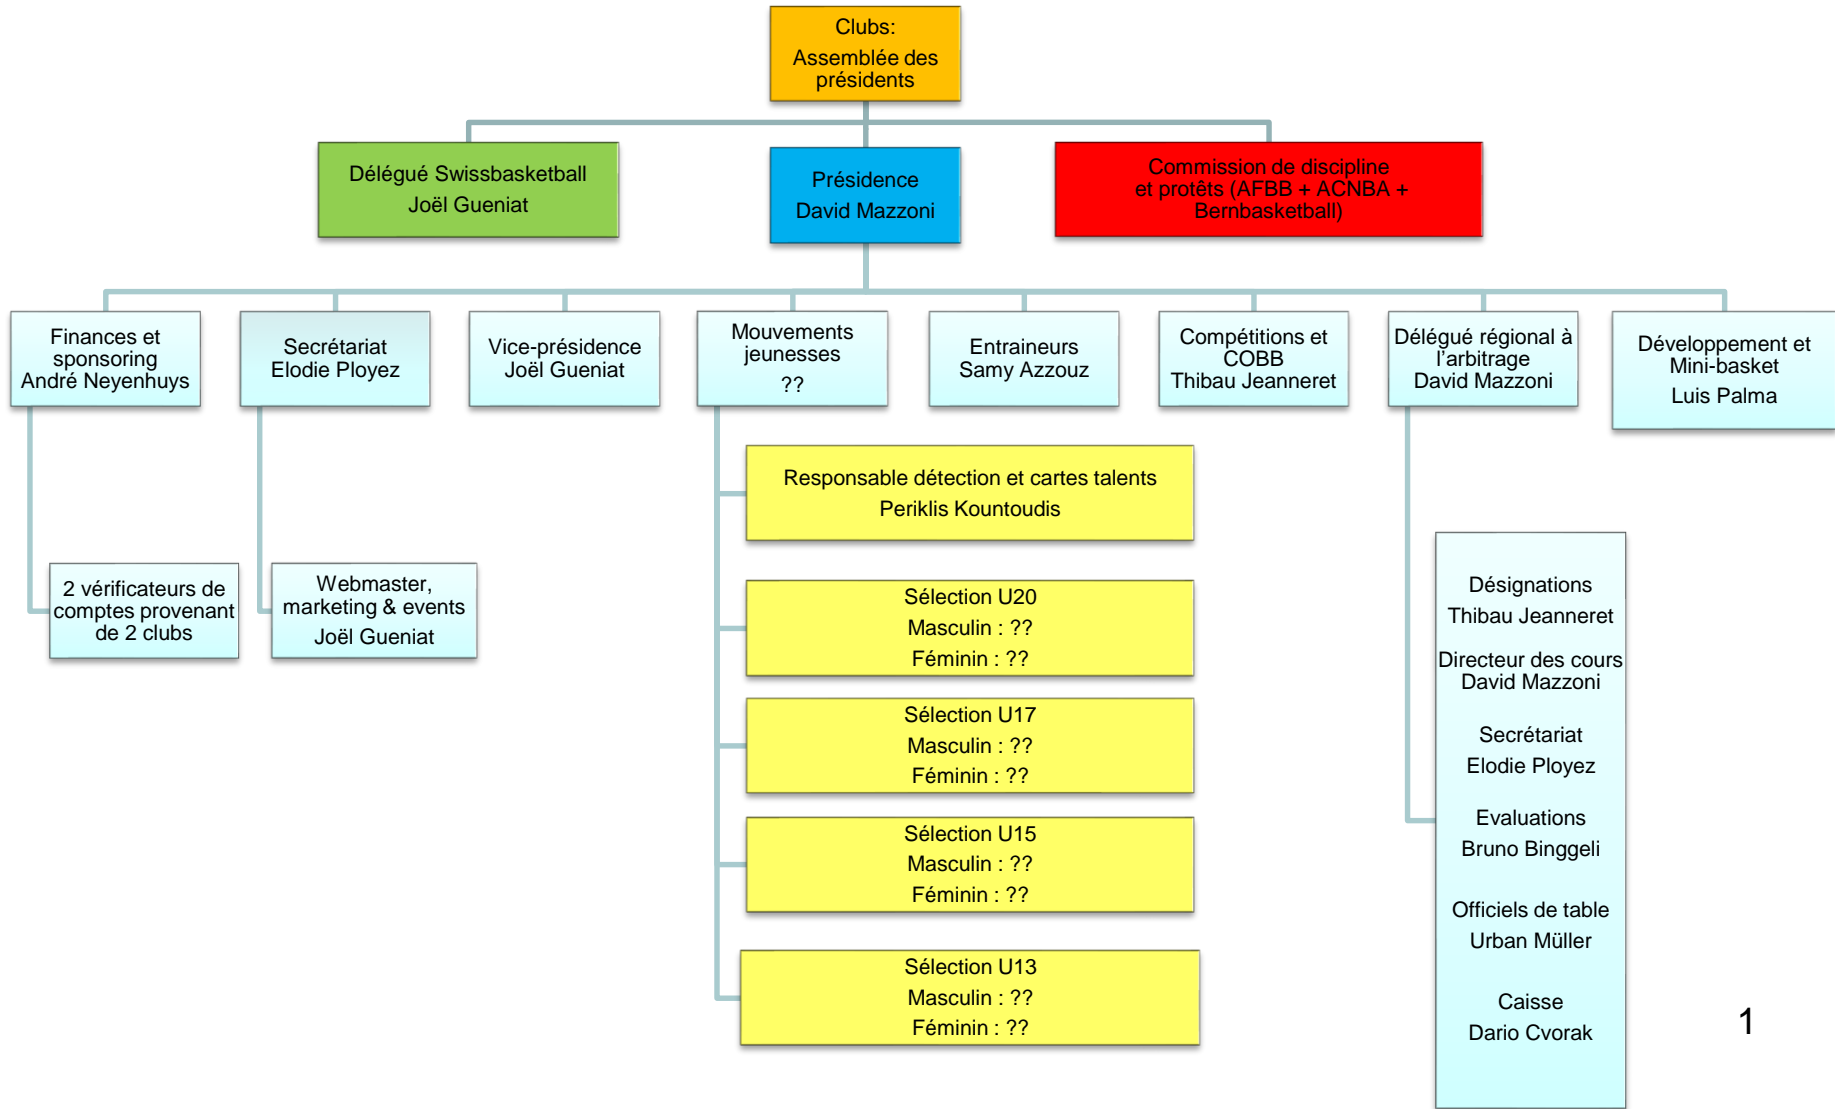 Clubs:
Assemblée des
présidents
Délégué Swissbasketball
Joël Gueniat
Présidence
David Mazzoni
Commission de discipline
et protêts (AFBB + ACNBA +
Bernbasketball)
Finances et
sponsoring
André Neyenhuys
Secrétariat
Elodie Ployez
Vice-présidence
Joël Gueniat
Mouvements
jeunesses
??
Entraineurs
Samy Azzouz
Compétitions et
COBB
Thibau Jeanneret
Délégué régional à
l’arbitrage
David Mazzoni
Développement et
Mini-basket
Luis Palma
2 vérificateurs de
comptes provenant
de 2 clubs
Webmaster,
marketing & events
Joël Gueniat
Responsable détection et cartes talents
Periklis Kountoudis
Sélection U20
Masculin : ??
Féminin : ??
Sélection U17
Masculin : ??
Féminin : ??
Sélection U15
Masculin : ??
Féminin : ??
Sélection U13
Masculin : ??
Féminin : ??
Désignations
Thibau Jeanneret
Directeur des cours
David Mazzoni
Secrétariat
Elodie Ployez
Evaluations
Bruno Binggeli
Officiels de table
Urban Müller
Caisse
Dario Cvorak
1